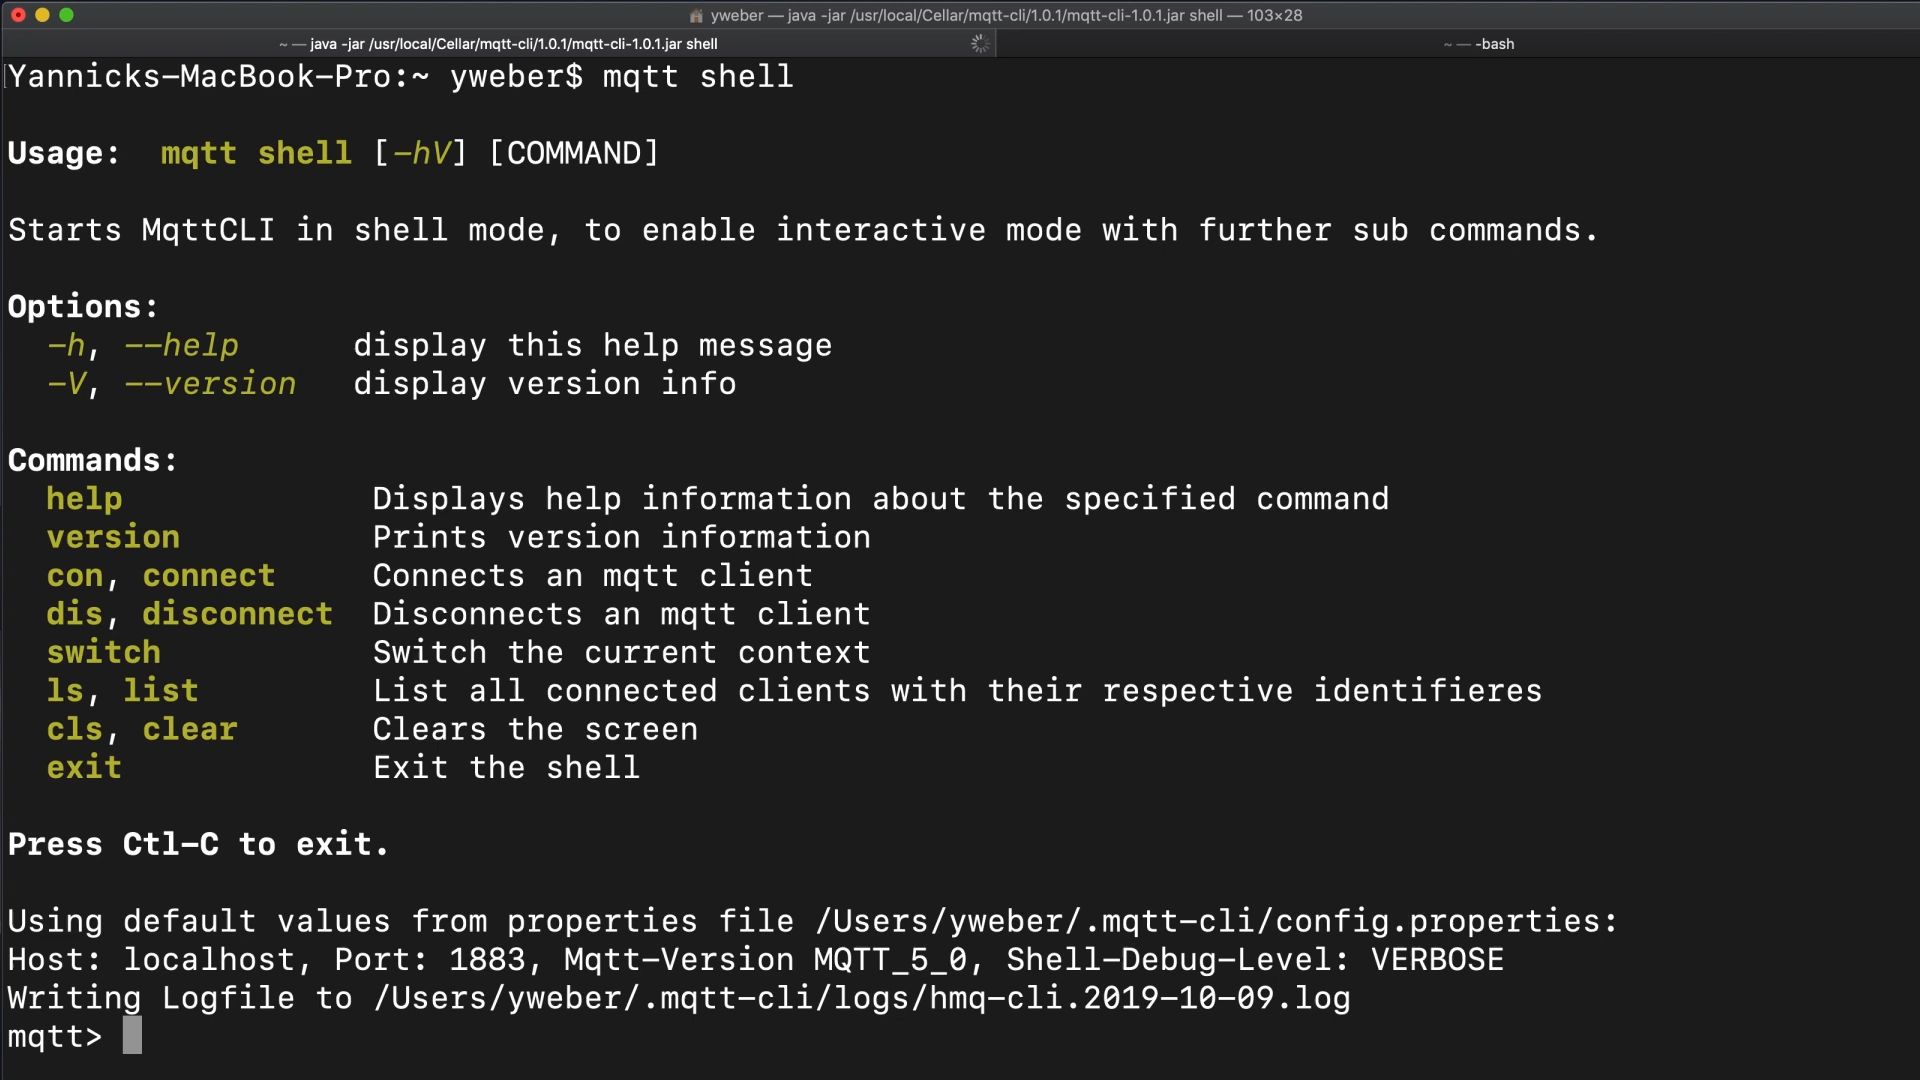 yweber — java -jar /usr/local/Cellar/mqtt-cli/1.0.1/mqtt-cli-1.0.1.jar shell — 103×28
~ — java -jar /usr/local/Cellar/mqtt-cli/1.0.1/mqtt-cli-1.0.1.jar shell
~ — -bash
Yannicks-MacBook-Pro:~ yweber$ mqtt shell
Usage:  mqtt shell [-hV] [COMMAND]
Starts MqttCLI in shell mode, to enable interactive mode with further sub commands.
Options:
-h, --help      display this help message
-V, --version   display version info
Commands:
help             Displays help information about the specified command
version          Prints version information
con, connect     Connects an mqtt client
dis, disconnect  Disconnects an mqtt client
switch           Switch the current context
ls, list         List all connected clients with their respective identifieres
cls, clear       Clears the screen
exit             Exit the shell
Press Ctl-C to exit.
Using default values from properties file /Users/yweber/.mqtt-cli/config.properties:
Host: localhost, Port: 1883, Mqtt-Version MQTT_5_0, Shell-Debug-Level: VERBOSE
Writing Logfile to /Users/yweber/.mqtt-cli/logs/hmq-cli.2019-10-09.log
mqtt>